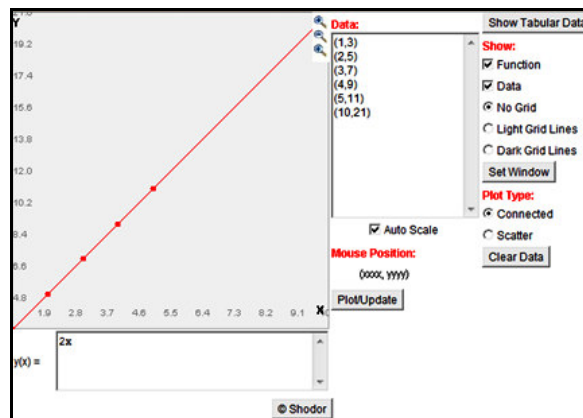 Y
21.0
19.2
17.4
15.6
13.8
12.0
10.2
8.4
6.6
4.8
1.9 2.8 3.7 4.6 5.5 6.4 7.3 8.2 9.1
X
y(x) =
2x
© Shodor
Data:
(1,3)
(2,5)
(3,7)
(4,9)
(5,11)
(10,21)
Auto Scale
Mouse Position:
(xxxx, yyyy)
Plot/Update
Show Tabular Data
Show:
Function
Data
No Grid
Light Grid Lines
Dark Grid Lines
Set Window
Plot Type:
Connected
Scatter
Clear Data